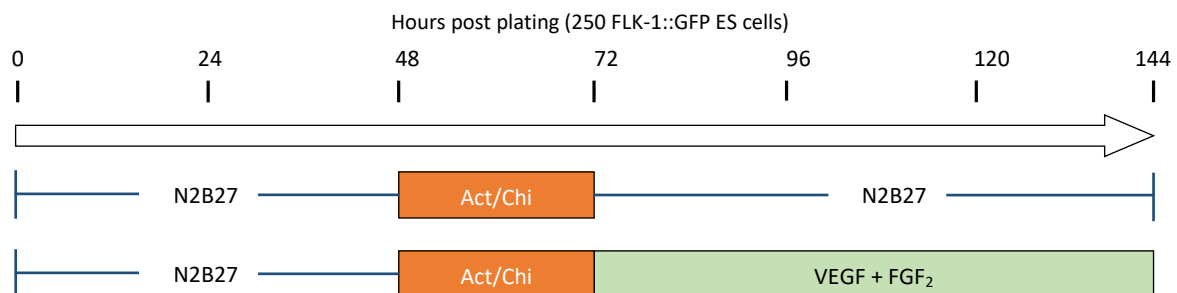 Hours post plating (250 FLK-1::GFP ES cells)
0 24 48 72 96 120 144
N2B27 Act/Chi N2B27
N2B27 Act/Chi VEGF + FGF₂